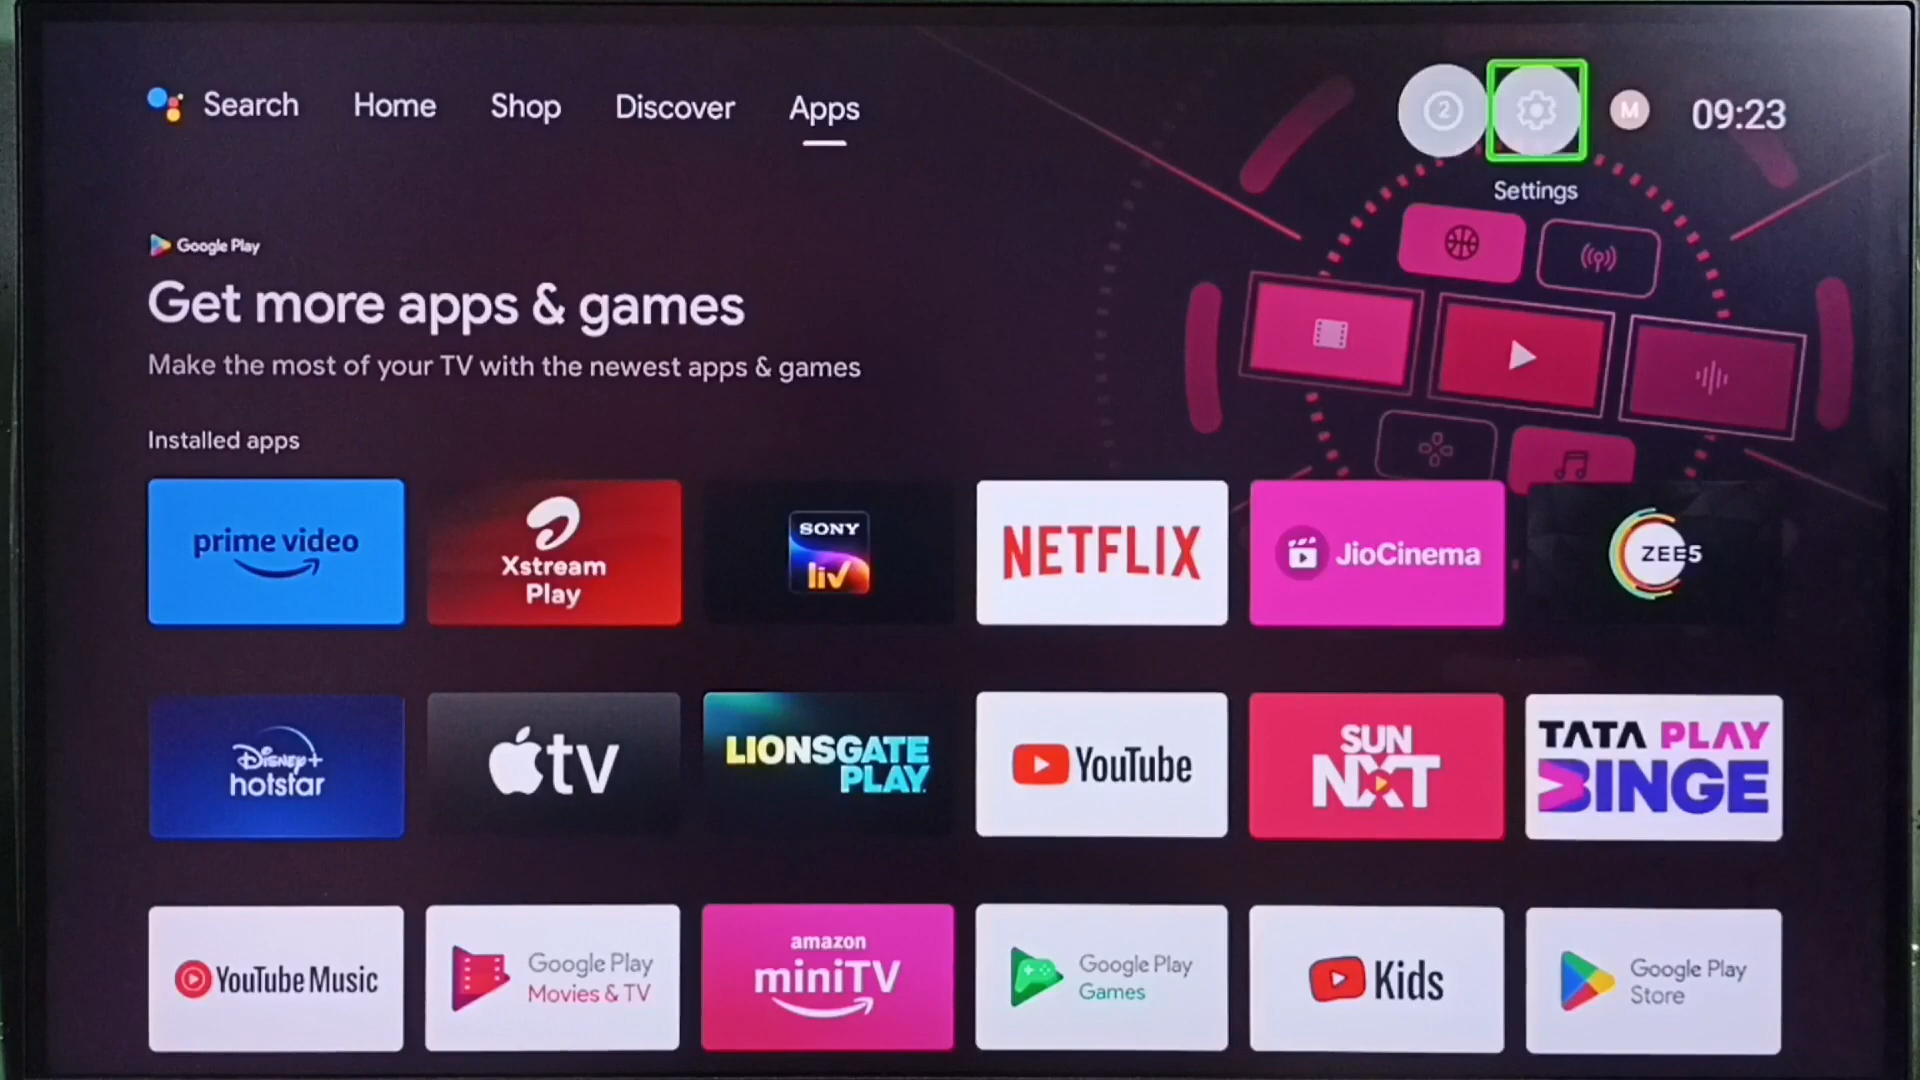 Search Home Shop Discover Apps
2 M 09:23
Settings
Google Play
Get more apps & games
Make the most of your TV with the newest apps & games
Installed apps
prime video
Xstream
Play
SONY
liv
NETFLIX
JioCinema
ZEE5
Disney+
hotstar
tv
LIONSGATE
PLAY
YouTube
SUN
NXT
TATA PLAY
BINGE
YouTube Music
Google Play
Movies & TV
amazon
miniTV
Google Play
Games
Kids
Google Play
Store